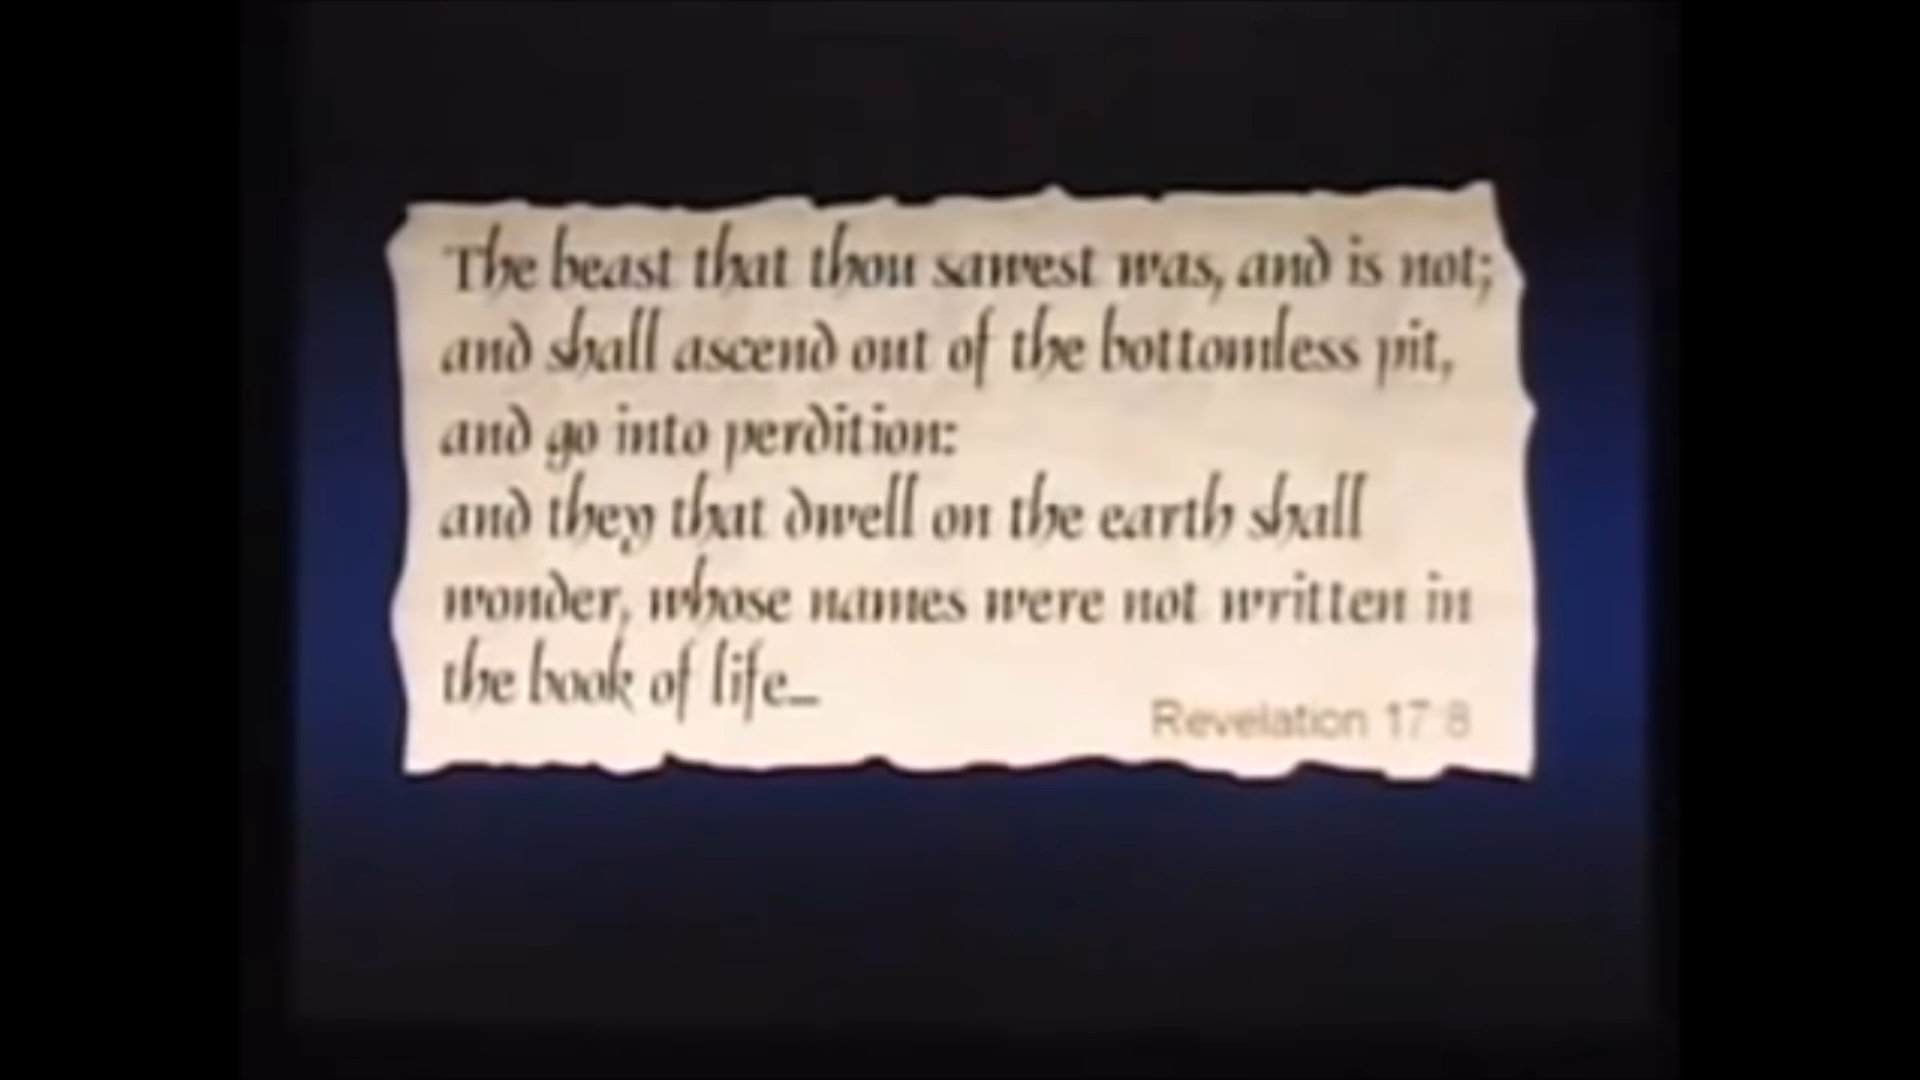 The beast that thou sawest was, and is not;
and shall ascend out of the bottomless pit,
and go into perdition:
and they that dwell on the earth shall
wonder, whose names were not written in
the book of life...
Revelation 17:8